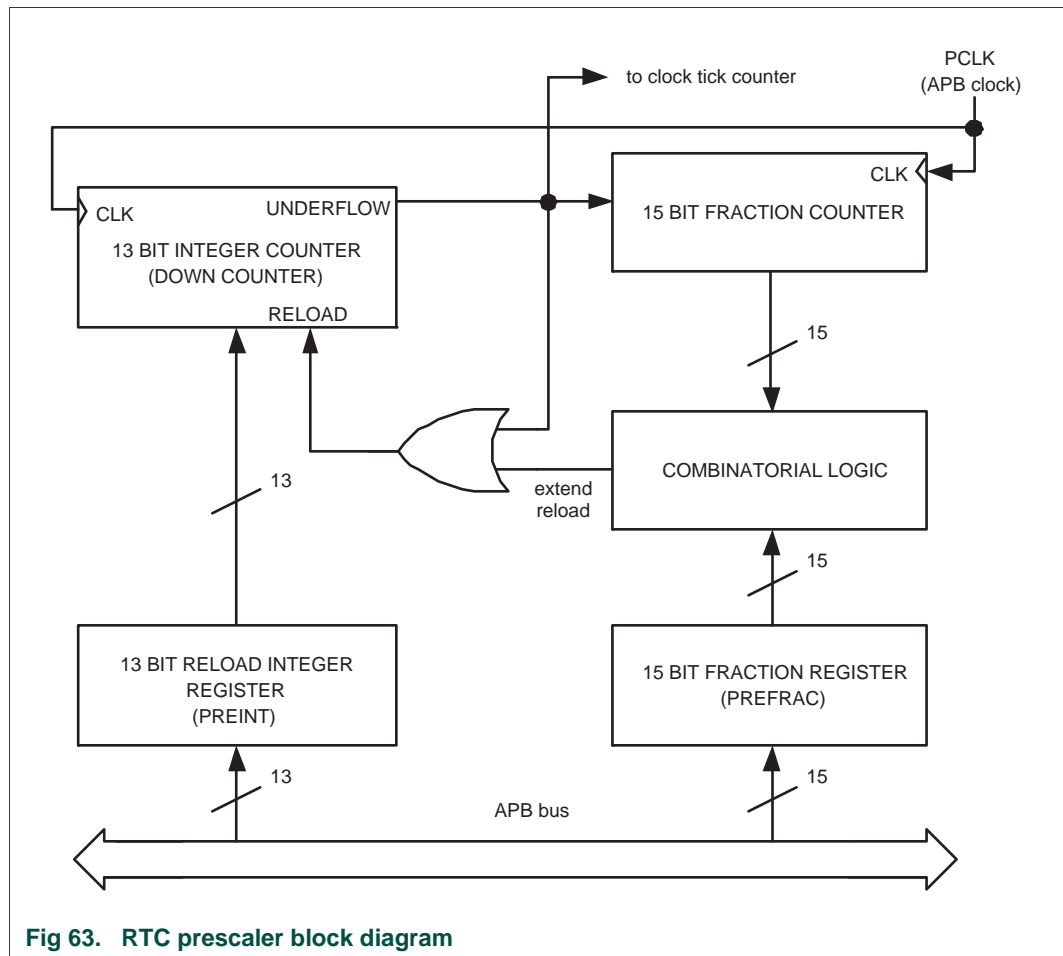 to clock tick counter
PCLK
(APB clock)
CLK
UNDERFLOW
13 BIT INTEGER COUNTER
(DOWN COUNTER)
RELOAD
CLK
15 BIT FRACTION COUNTER
15
COMBINATORIAL LOGIC
extend
reload
13
15
13 BIT RELOAD INTEGER
REGISTER
(PREINT)
15 BIT FRACTION REGISTER
(PREFRAC)
13
15
APB bus
Fig 63. RTC prescaler block diagram